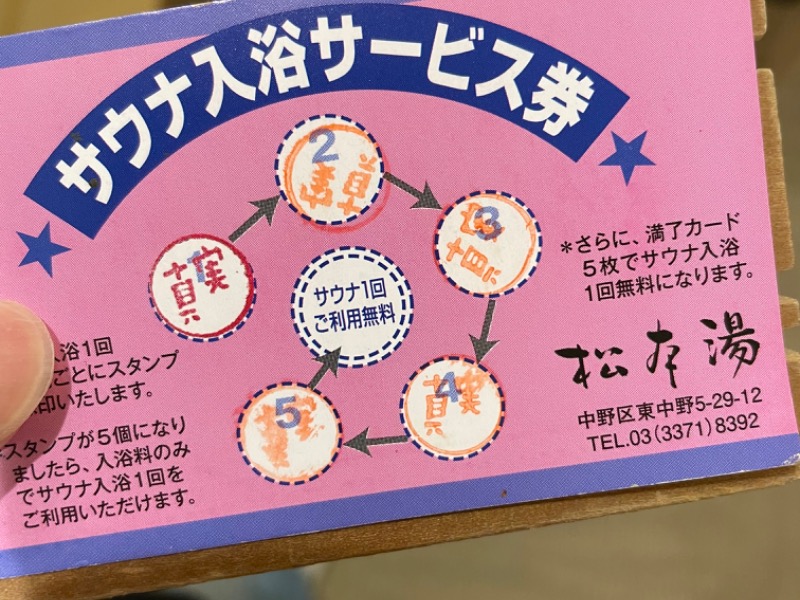 サウナ入浴サービス券
1
2
3
4
5
サウナ1回
ご利用無料
*さらに、満了カード
5枚でサウナ入浴
1回無料になります。
松本湯
中野区東中野5-29-12
TEL.03(3371)8392
浴1回
ごとにスタンプ
印いたします。
*スタンプが5個になり
ましたら、入浴料のみ
でサウナ入浴1回を
ご利用いただけます。